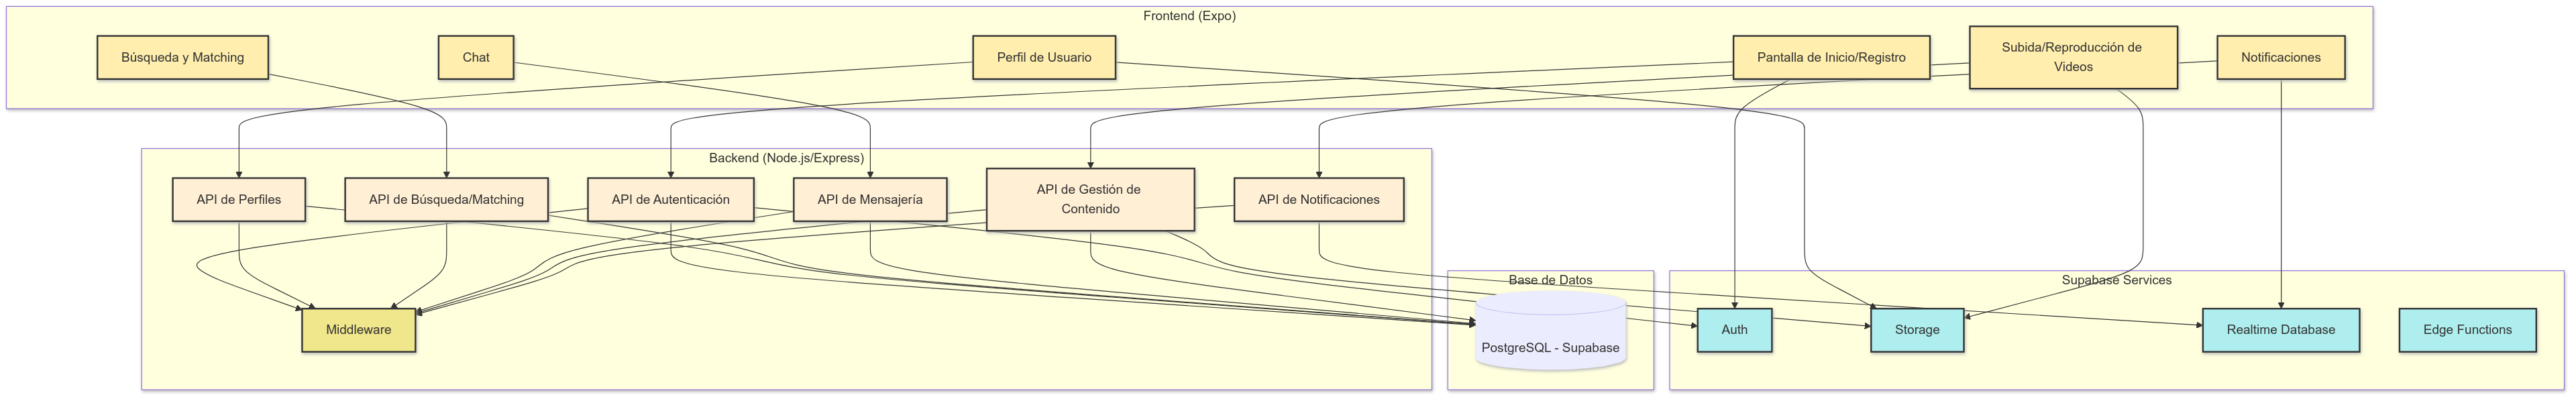 Frontend (Expo)
Búsqueda y Matching
Chat
Perfil de Usuario
Pantalla de Inicio/Registro
Subida/Reproducción de
Videos
Notificaciones
Backend (Node.js/Express)
API de Perfiles
API de Búsqueda/Matching
API de Autenticación
API de Mensajería
API de Gestión de
Contenido
API de Notificaciones
Middleware
Base de Datos
PostgreSQL - Supabase
Supabase Services
Auth
Storage
Realtime Database
Edge Functions